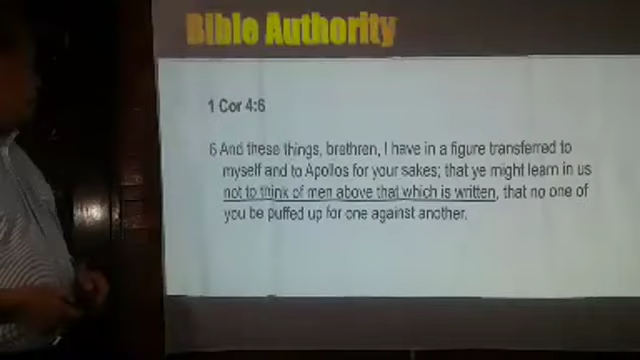 Bible Authority
1 Cor 4:6
6 And these things, brethren, I have in a figure transferred to
myself and to Apollos for your sakes; that ye might learn in us
not to think of men above that which is written, that no one of
you be puffed up for one against another.